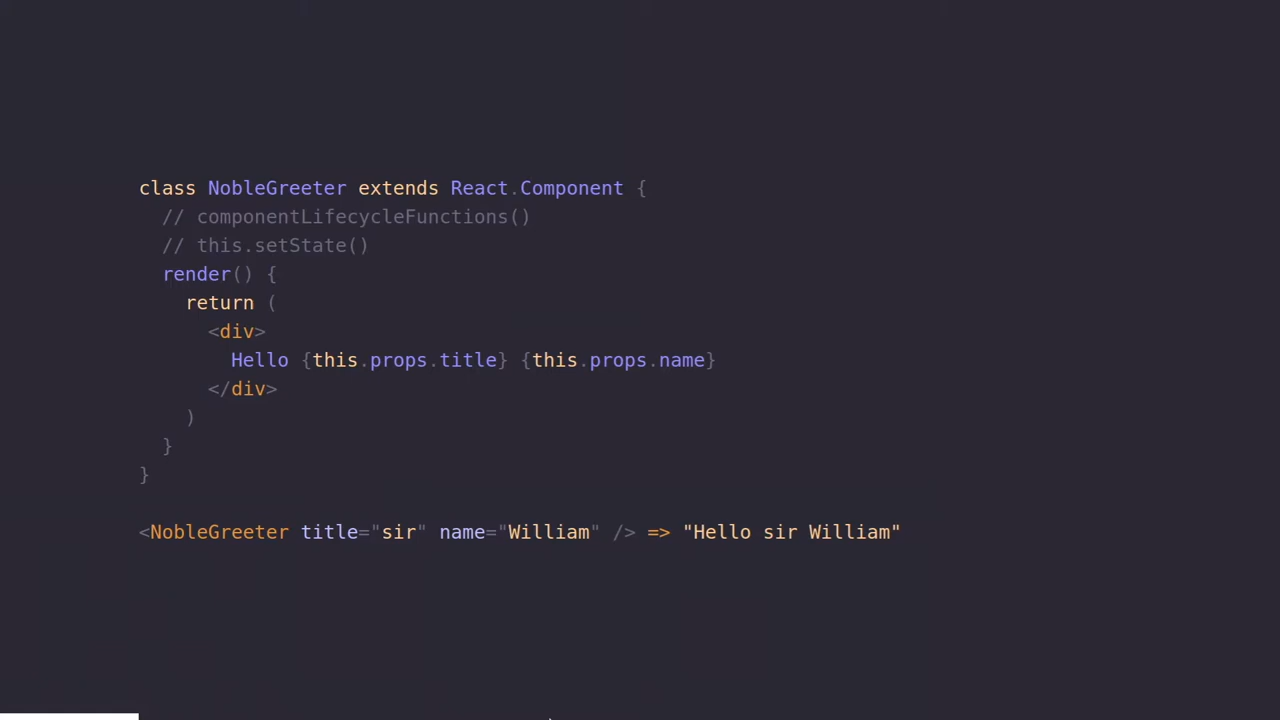 class NobleGreeter extends React.Component {
  // componentLifecycleFunctions()
  // this.setState()
  render() {
    return (
      <div>
        Hello {this.props.title} {this.props.name}
      </div>
    )
  }
}

<NobleGreeter title="sir" name="William" /> => "Hello sir William"